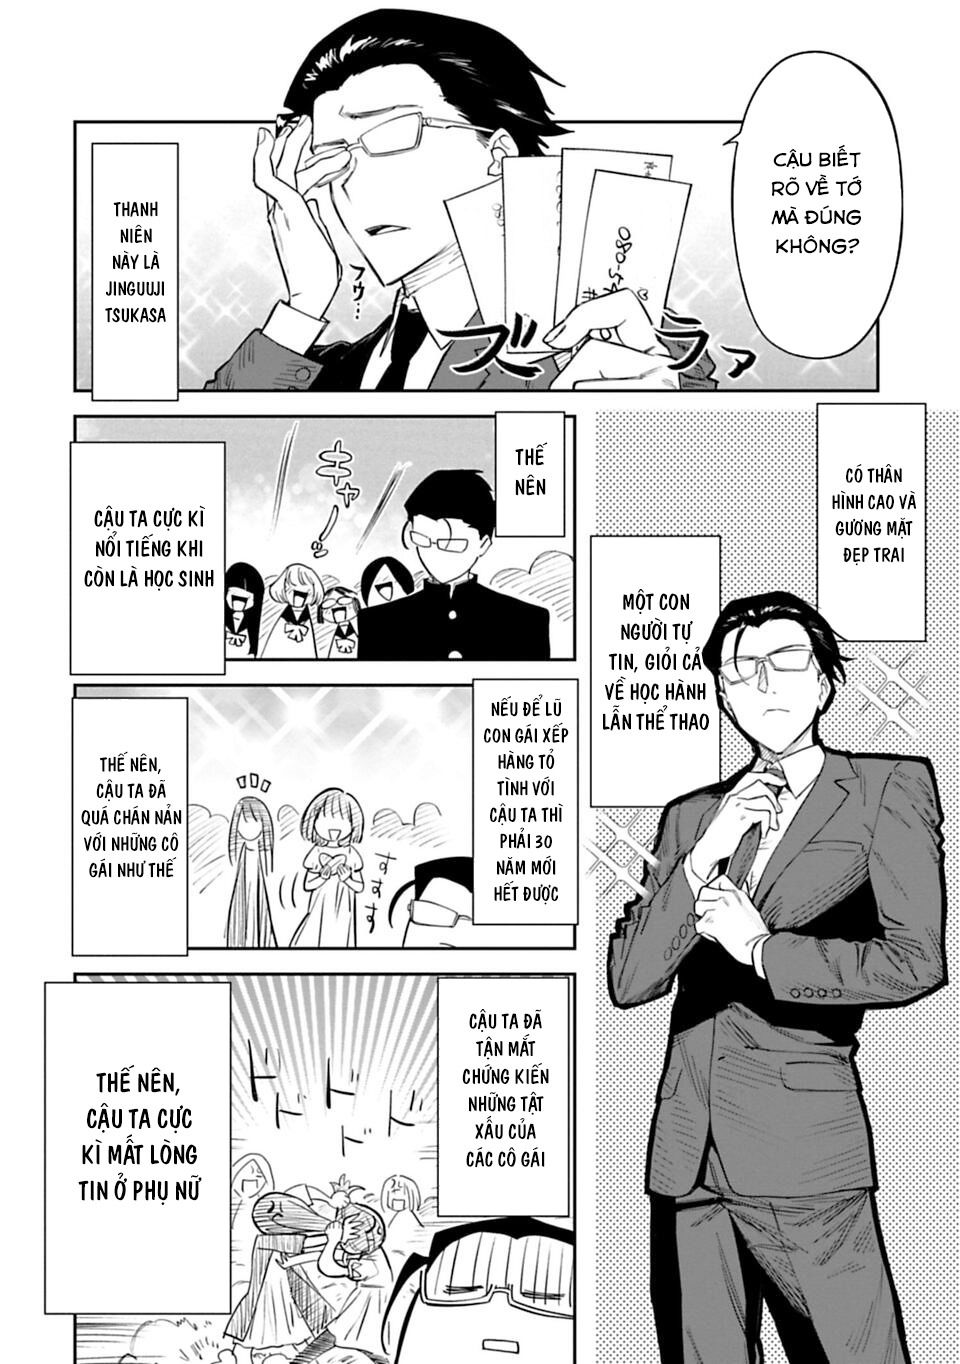 CẬU BIẾT
RÕ VỀ TỚ
MÀ ĐÚNG
KHÔNG?
THANH
NIÊN
NÀY LÀ
JINGUUJI
TSUKASA
フゥ…
ズラァ
080
CÓ THÂN
HÌNH CAO VÀ
GƯƠNG MẶT
ĐẸP TRAI
MỘT CON
NGƯỜI TỰ
TIN, GIỎI CẢ
VỀ HỌC HÀNH
LẪN THỂ THAO
THẾ
NÊN
キャー
CẬU TA CỰC KÌ
NỔI TIẾNG KHI
CÒN LÀ HỌC SINH
NẾU ĐỂ LŨ
CON GÁI XẾP
HÀNG TỎ
TÌNH VỚI
CẬU TA THÌ
PHẢI 30
NĂM MỚI
HẾT ĐƯỢC
すすす
THẾ NÊN,
CẬU TA ĐÃ
QUÁ CHÁN NẢN
VỚI NHỮNG CÔ
GÁI NHƯ THẾ
CẬU TA ĐÃ
TẬN MẮT
CHỨNG KIẾN
NHỮNG TẬT
XẤU CỦA
CÁC CÔ GÁI
ドドドド
THẾ NÊN,
CẬU TA CỰC
KÌ MẤT LÒNG
TIN Ở PHỤ NỮ